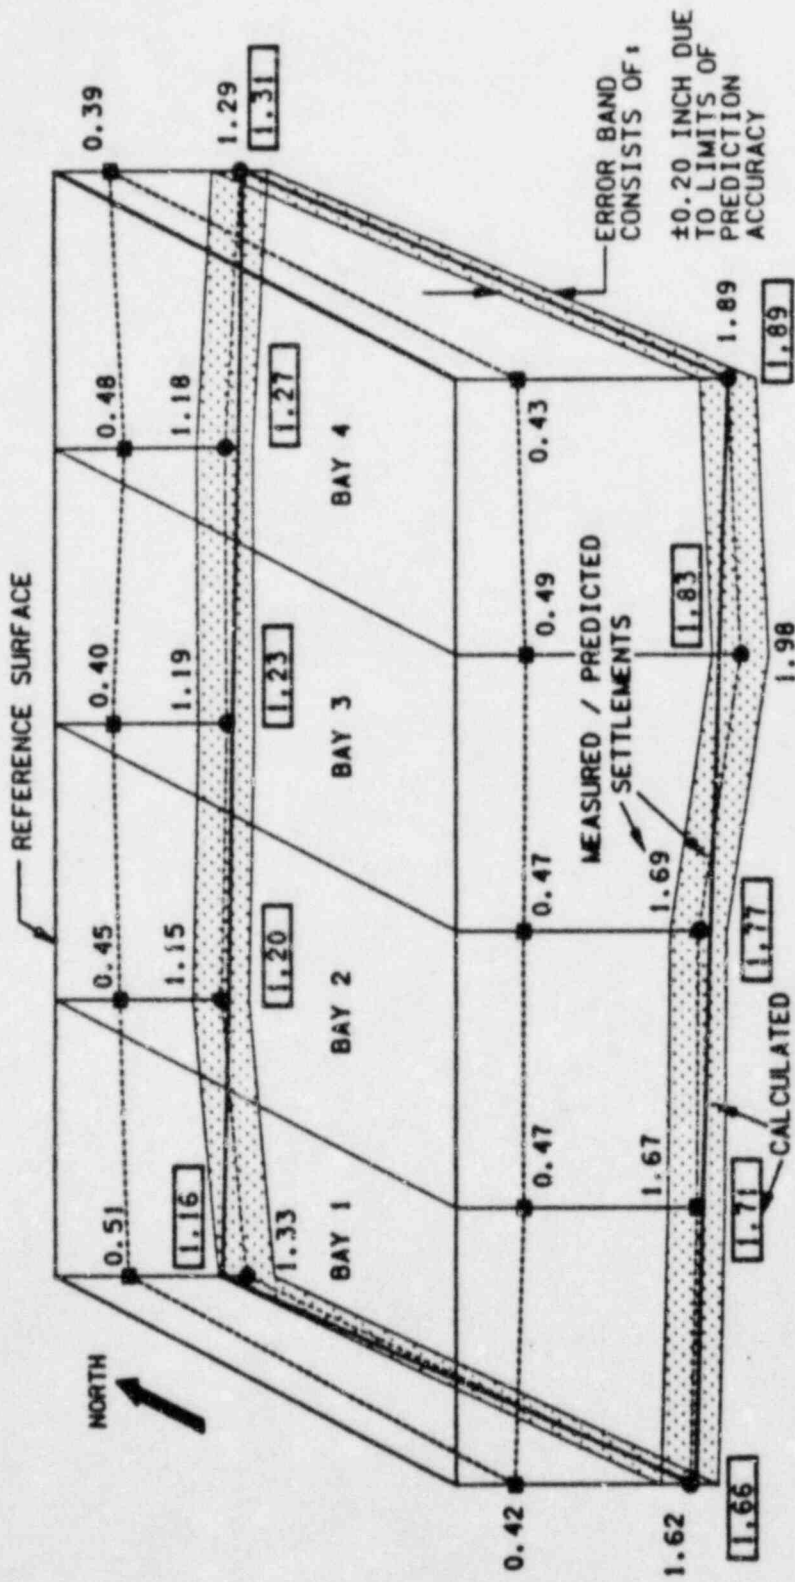 REFERENCE SURFACE
NORTH
0.51
0.45
0.40
0.48
0.39
1.16
1.15
1.19
1.18
1.29
1.31
1.33
1.20
1.23
1.27
BAY 1
BAY 2
BAY 3
BAY 4
ERROR BAND
CONSISTS OF:
±0.20 INCH DUE
TO LIMITS OF
PREDICTION
ACCURACY
0.42
0.47
0.47
0.49
0.43
MEASURED / PREDICTED
SETTLEMENTS
1.62
1.67
1.69
1.83
1.89
1.66
1.71
1.77
1.98
1.89
CALCULATED